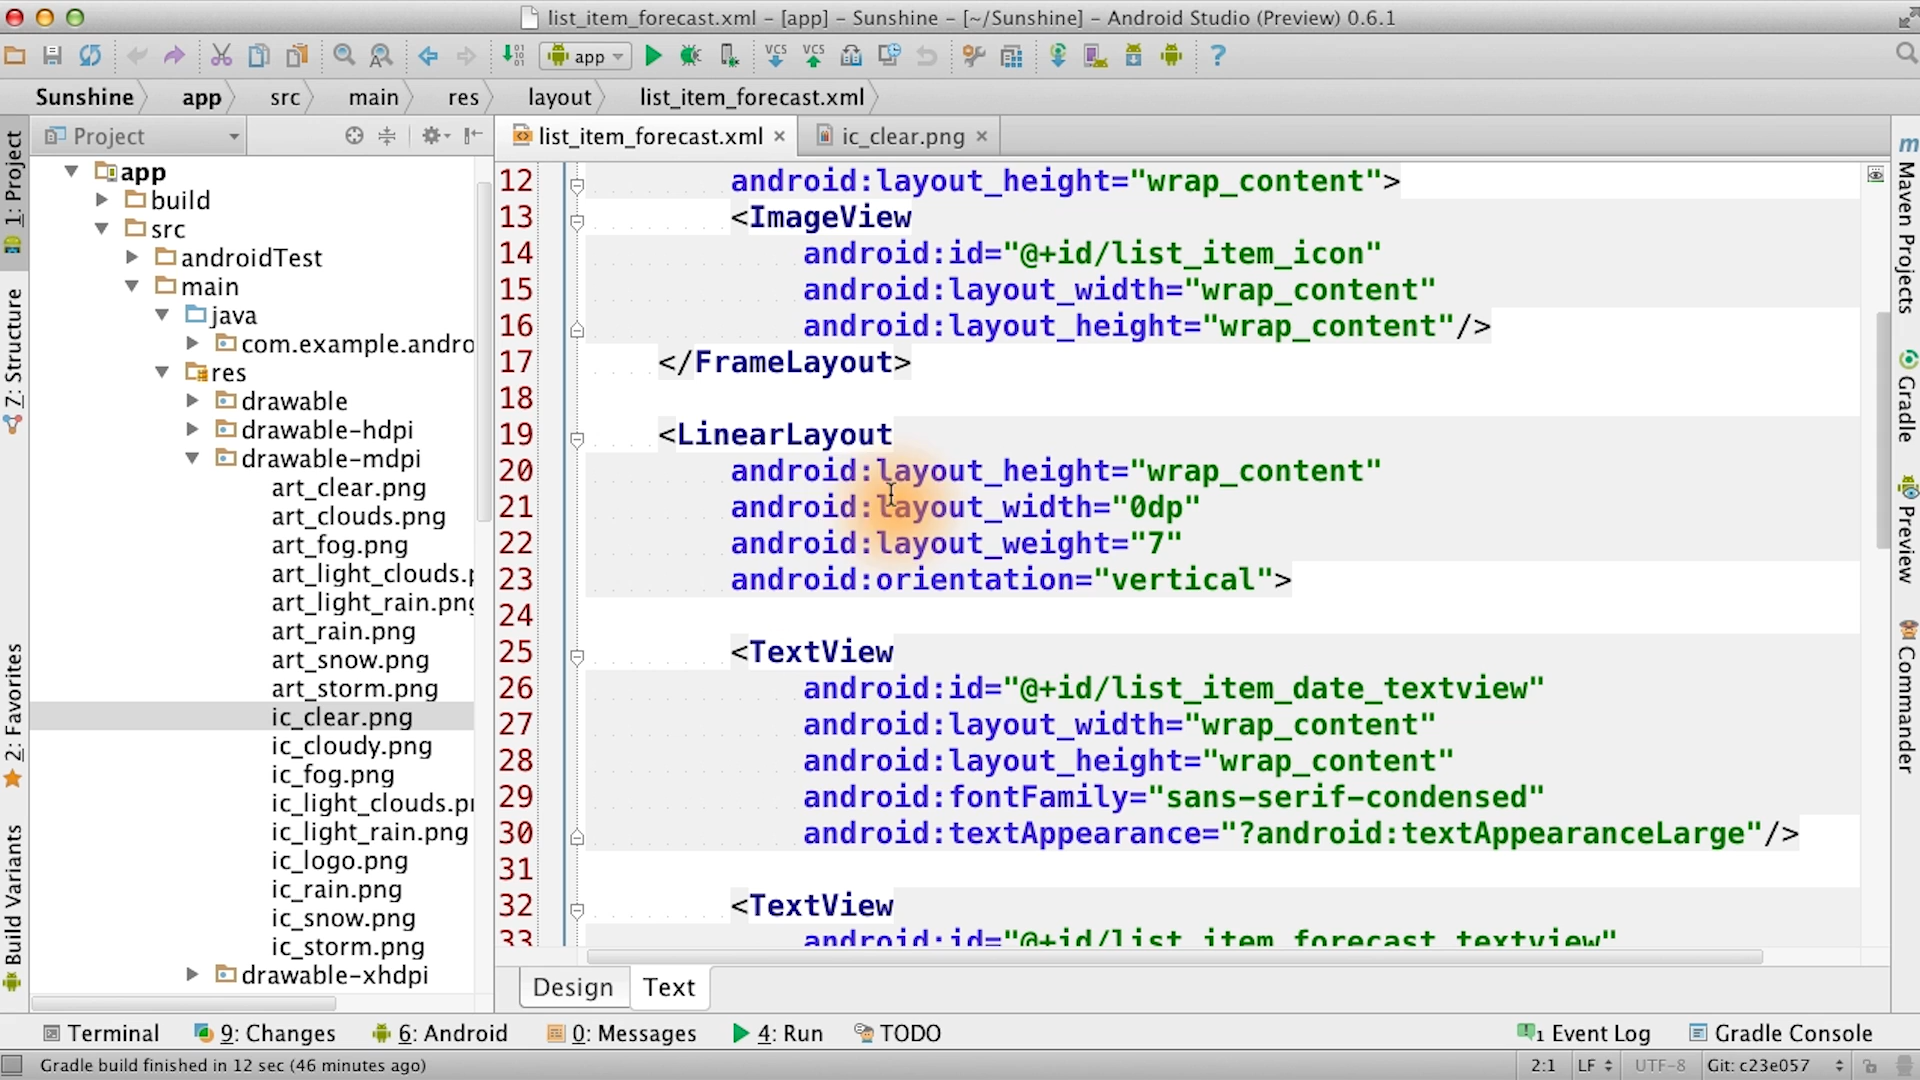 list_item_forecast.xml – [app] – Sunshine – [~/Sunshine] – Android Studio (Preview) 0.6.1
app
VCS
VCS
?
Sunshine
app
src
main
res
layout
list_item_forecast.xml
Project
list_item_forecast.xml
ic_clear.png
1: Project
Z: Structure
2: Favorites
Build Variants
app
build
src
androidTest
main
java
com.example.andro
res
drawable
drawable-hdpi
drawable-mdpi
art_clear.png
art_clouds.png
art_fog.png
art_light_clouds.p
art_light_rain.png
art_rain.png
art_snow.png
art_storm.png
ic_clear.png
ic_cloudy.png
ic_fog.png
ic_light_clouds.pn
ic_light_rain.png
ic_logo.png
ic_rain.png
ic_snow.png
ic_storm.png
drawable-xhdpi
12 android:layout_height="wrap_content">
13 <ImageView
14 android:id="@+id/list_item_icon"
15 android:layout_width="wrap_content"
16 android:layout_height="wrap_content"/>
17 </FrameLayout>
18
19 <LinearLayout
20 android:layout_height="wrap_content"
21 android:layout_width="0dp"
22 android:layout_weight="7"
23 android:orientation="vertical">
24
25 <TextView
26 android:id="@+id/list_item_date_textview"
27 android:layout_width="wrap_content"
28 android:layout_height="wrap_content"
29 android:fontFamily="sans-serif-condensed"
30 android:textAppearance="?android:textAppearanceLarge"/>
31
32 <TextView
33 android:id="@+id/list_item_forecast_textview"
Design
Text
m
Maven Projects
Gradle
Preview
Commander
Terminal
9: Changes
6: Android
0: Messages
4: Run
TODO
1 Event Log
Gradle Console
Gradle build finished in 12 sec (46 minutes ago)
2:1
LF
UTF-8
Git: c23e057